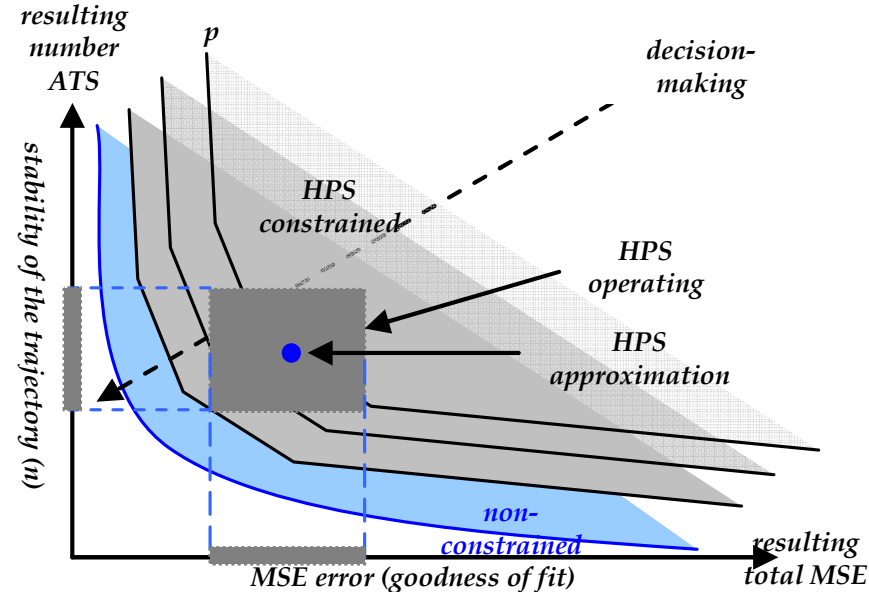 resulting
number
ATS
p
decision-
making
stability of the trajectory (n)
HPS
constrained
HPS
operating
HPS
approximation
non-
constrained
resulting
total MSE
MSE error (goodness of fit)